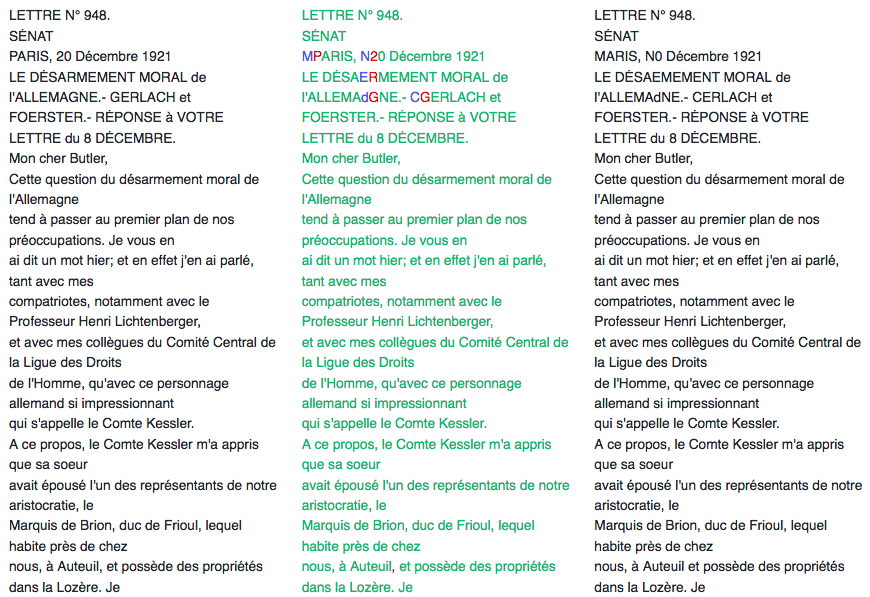 LETTRE N° 948.
SÉNAT
PARIS, 20 Décembre 1921
LE DÉSARMEMENT MORAL de
l'ALLEMAGNE.- GERLACH et
FOERSTER.- RÉPONSE à VOTRE
LETTRE du 8 DÉCEMBRE.
Mon cher Butler,
Cette question du désarmement moral de
l'Allemagne
tend à passer au premier plan de nos
préoccupations. Je vous en
ai dit un mot hier; et en effet j'en ai parlé,
tant avec mes
compatriotes, notamment avec le
Professeur Henri Lichtenberger,
et avec mes collègues du Comité Central de
la Ligue des Droits
de l'Homme, qu'avec ce personnage
allemand si impressionnant
qui s'appelle le Comte Kessler.
A ce propos, le Comte Kessler m'a appris
que sa soeur
avait épousé l'un des représentants de notre
aristocratie, le
Marquis de Brion, duc de Frioul, lequel
habite près de chez
nous, à Auteuil, et possède des propriétés
dans la Lozère. Je
LETTRE N° 948.
SÉNAT
MPARIS, N20 Décembre 1921
LE DÉSAERMEMENT MORAL de
l'ALLEMAdGNE.- CGERLACH et
FOERSTER.- RÉPONSE à VOTRE
LETTRE du 8 DÉCEMBRE.
Mon cher Butler,
Cette question du désarmement moral de
l'Allemagne
tend à passer au premier plan de nos
préoccupations. Je vous en
ai dit un mot hier; et en effet j'en ai parlé,
tant avec mes
compatriotes, notamment avec le
Professeur Henri Lichtenberger,
et avec mes collègues du Comité Central de
la Ligue des Droits
de l'Homme, qu'avec ce personnage
allemand si impressionnant
qui s'appelle le Comte Kessler.
A ce propos, le Comte Kessler m'a appris
que sa soeur
avait épousé l'un des représentants de notre
aristocratie, le
Marquis de Brion, duc de Frioul, lequel
habite près de chez
nous, à Auteuil, et possède des propriétés
dans la Lozère. Je
LETTRE N° 948.
SÉNAT
MARIS, N0 Décembre 1921
LE DÉSAEMEMENT MORAL de
l'ALLEMAdNE.- CERLACH et
FOERSTER.- RÉPONSE à VOTRE
LETTRE du 8 DÉCEMBRE.
Mon cher Butler,
Cette question du désarmement moral de
l'Allemagne
tend à passer au premier plan de nos
préoccupations. Je vous en
ai dit un mot hier; et en effet j'en ai parlé,
tant avec mes
compatriotes, notamment avec le
Professeur Henri Lichtenberger,
et avec mes collègues du Comité Central de
la Ligue des Droits
de l'Homme, qu'avec ce personnage
allemand si impressionnant
qui s'appelle le Comte Kessler.
A ce propos, le Comte Kessler m'a appris
que sa soeur
avait épousé l'un des représentants de notre
aristocratie, le
Marquis de Brion, duc de Frioul, lequel
habite près de chez
nous, à Auteuil, et possède des propriétés
dans la Lozère. Je